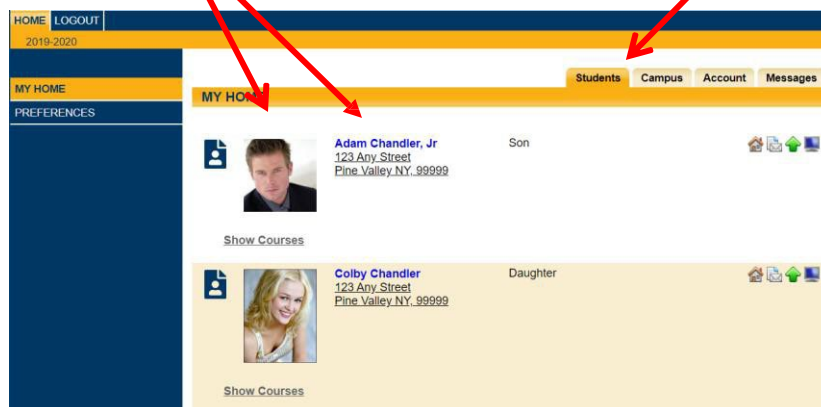 HOME LOGOUT
2019-2020
Students Campus Account Messages
MY HOME
MY HOME
PREFERENCES
Adam Chandler, Jr Son
123 Any Street
Pine Valley NY, 99999
Show Courses
Colby Chandler Daughter
123 Any Street
Pine Valley NY, 99999
Show Courses